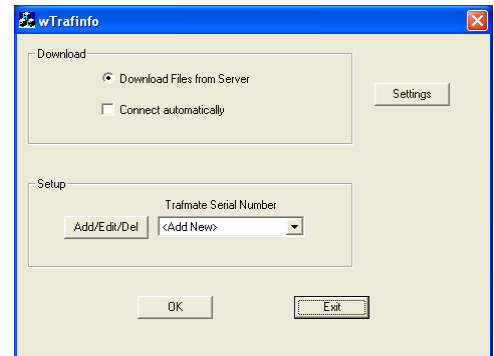 wTrafinfo
Download
Download Files from Server
Settings
Connect automatically
Setup
Trafmate Serial Number
Add/Edit/Del
<Add New>
OK
Exit